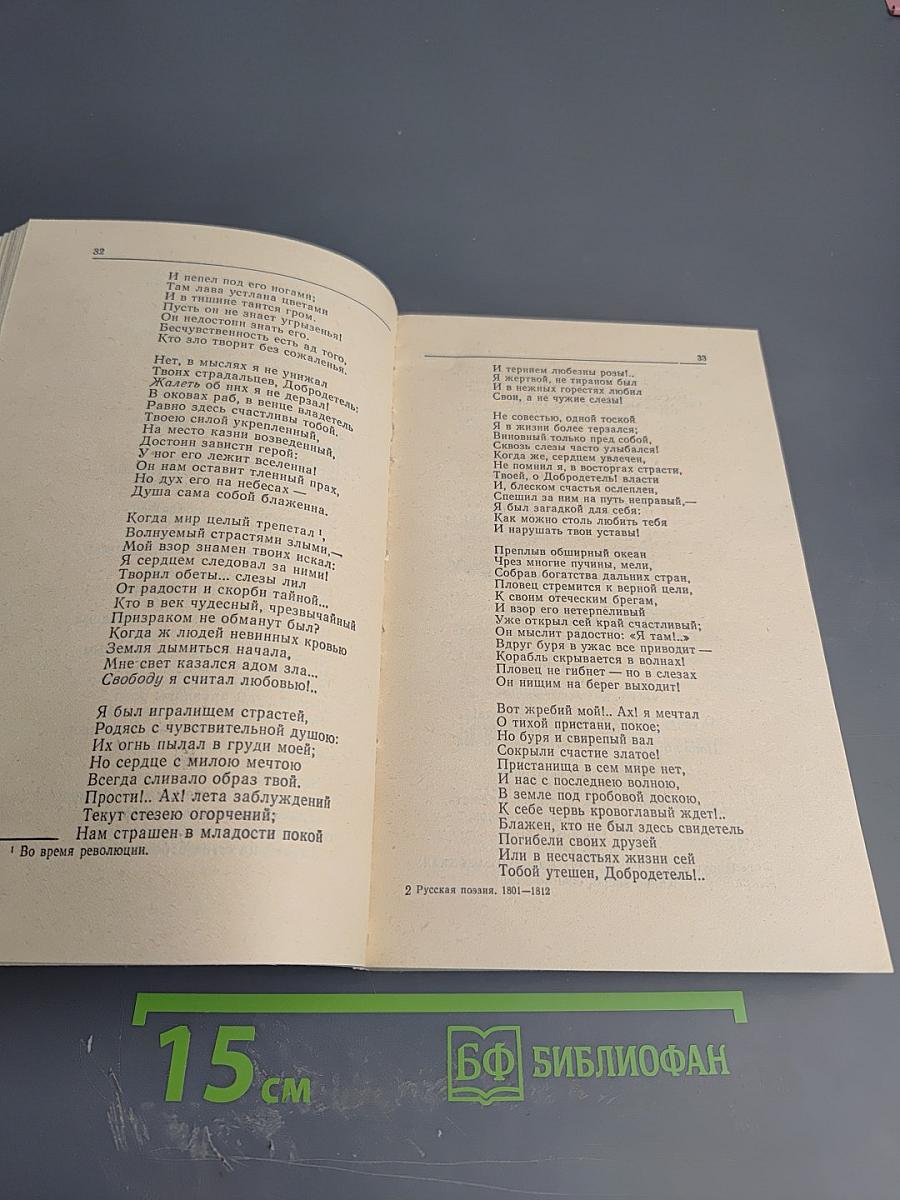 32
И пепел под его ногами;
Там лава устлана цветами
И в тишине таится гром.
Пусть он не знает угрызенья!
Он недостоин знать его.
Бесчувственность есть ад того,
Кто зло творит без сожаленья.
Нет, в мыслях я не унижал
Твоих страдальцев, Добродетель;
Жалеть об них я не дерзал!
В оковах раб, в венце владетель
Равно здесь счастливы тобой.
Твоею силой укрепленный,
На место казни возведенный,
Достоин зависти герой:
У ног его лежит вселенна!
Он нам оставит тленный прах,
Но дух его на небесах —
Душа сама собой блаженна.
Когда мир целый трепетал ¹,
Волнуемый страстями злыми,—
Мой взор знамен твоих искал:
Я сердцем следовал за ними!
Творил обеты... слезы лил
От радости и скорби тайной...
Кто в век чудесный, чрезвычайный
Призраком не обманут был?
Когда ж людей невинных кровью
Земля дымиться начала,
Мне свет казался адом зла...
Свободу я считал любовью!..
Я был игралищем страстей,
Родясь с чувствительной душою:
Их огнь пылал в груди моей;
Но сердце с милою мечтою
Всегда сливало образ твой.
Прости!.. Ах! лета заблуждений
Текут стезею огорчений;
Нам страшен в младости покой
¹ Во время революции.
33
И тернием любезны розы!..
Я жертвой, не тираном был
И в нежных горестях любил
Свои, а не чужие слезы!
Не совестью, одной тоской
Я в жизни более терзался;
Виновный только пред собой,
Сквозь слезы часто улыбался!
Когда же, сердцем увлечен,
Не помнил я, в восторгах страсти,
Твоей, о Добродетель! власти
И, блеском счастья ослеплен,
Спешил за ним на путь неправый,—
Я был загадкой для себя:
Как можно столь любить тебя
И нарушать твои уставы!
Преплыв обширный океан
Чрез многие пучины, мели,
Собрав богатства дальних стран,
Пловец стремится к верной цели,
К своим отеческим брегам,
И взор его нетерпеливый
Уже открыл сей край счастливый;
Он мыслит радостно: «Я там!..»
Вдруг буря в ужас все приводит —
Корабль скрывается в волнах!
Пловец не гибнет — но в слезах
Он нищим на берег выходит!
Вот жребий мой!.. Ах! я мечтал
О тихой пристани, покое;
Но буря и свирепый вал
Сокрыли счастие златое!
Пристанища в сем мире нет,
И нас с последнею волною,
В земле под гробовой доскою,
К себе червь кровоглавый ждет!..
Блажен, кто не был здесь свидетель
Погибели своих друзей
Или в несчастьях жизни сей
Тобой утешен, Добродетель!..
2 Русская поэзия. 1801—1812
15 см
БФ БИБЛИОФАН